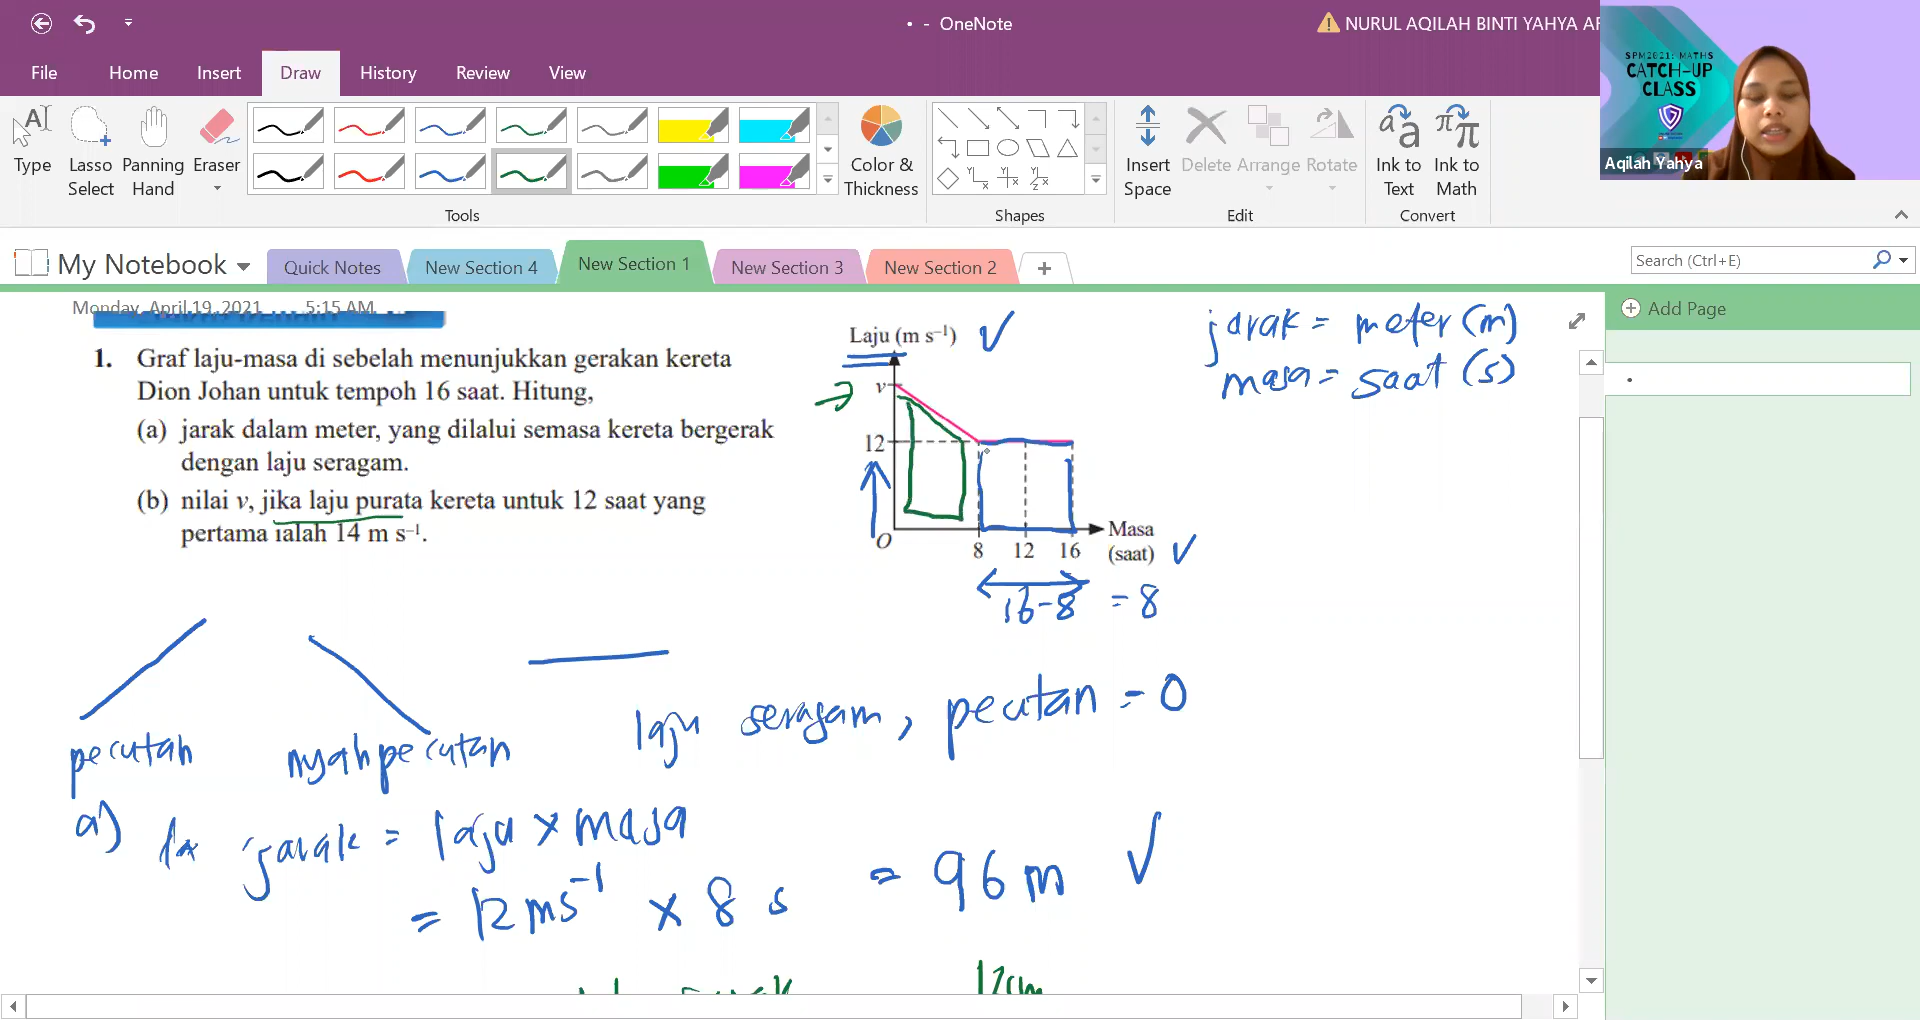 - OneNote
NURUL AQILAH BINTI YAHYA
File
Home
Insert
Draw
History
Review
View
SPM2021: MATHS
CATCH-UP
CLASS
Aqilah Yahya
Type
Lasso
Select
Panning
Hand
Eraser
Tools
Color &
Thickness
Shapes
Insert
Space
Delete
Arrange
Rotate
Edit
Ink to
Text
Ink to
Math
Convert
My Notebook
Quick Notes
New Section 4
New Section 1
New Section 3
New Section 2
Search (Ctrl+E)
Add Page
Monday, April 19, 2021 5:15 AM
1. Graf laju-masa di sebelah menunjukkan gerakan kereta
Dion Johan untuk tempoh 16 saat. Hitung,
(a) jarak dalam meter, yang dilalui semasa kereta bergerak
dengan laju seragam.
(b) nilai v, jika laju purata kereta untuk 12 saat yang
pertama ialah 14 m s⁻¹.
Laju (m s⁻¹)
v
12
O
8 12 16
Masa
(saat)
16-8 = 8
jarak = meter (m)
masa = saat (s)
pecutan
nyahpecutan
laju seragam, pecutan = 0
a) jarak = laju x masa
= 12 ms⁻¹ x 8 s = 96 m